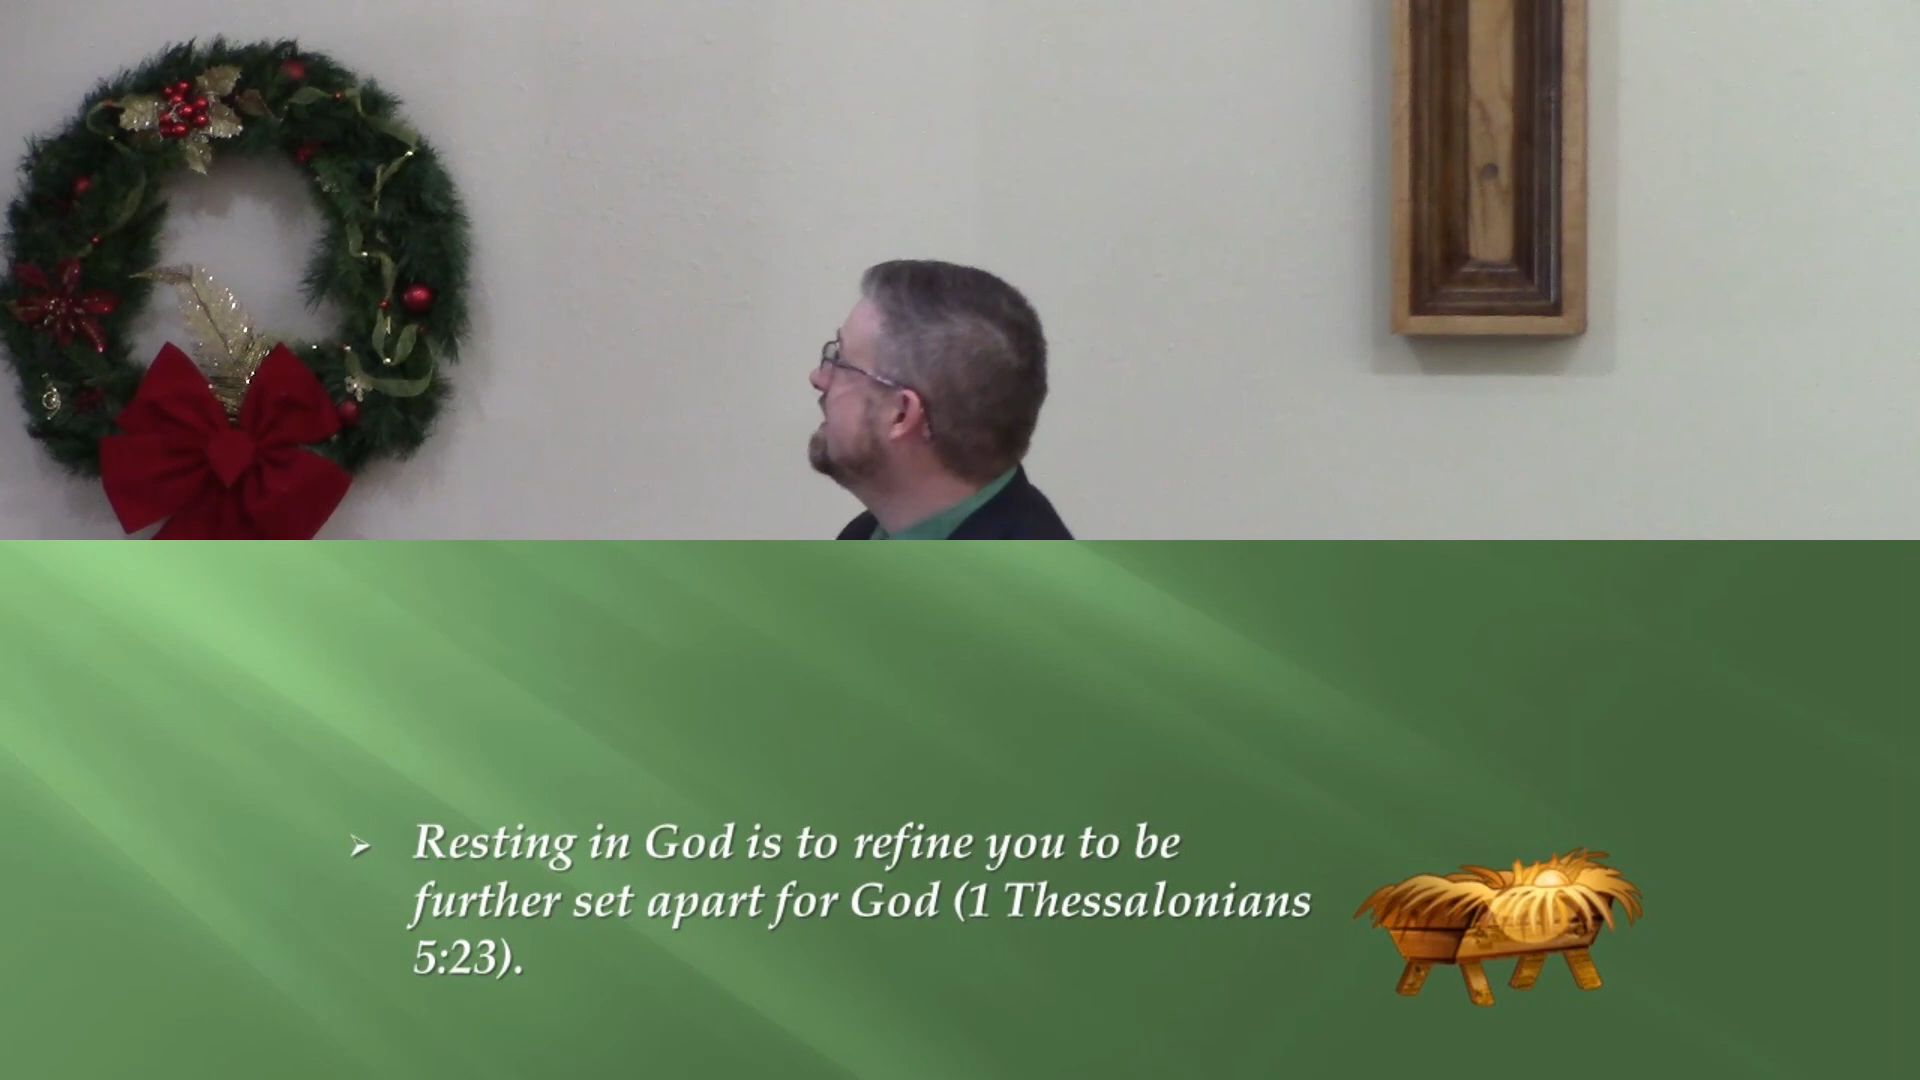 Resting in God is to refine you to be
further set apart for God (1 Thessalonians
5:23).